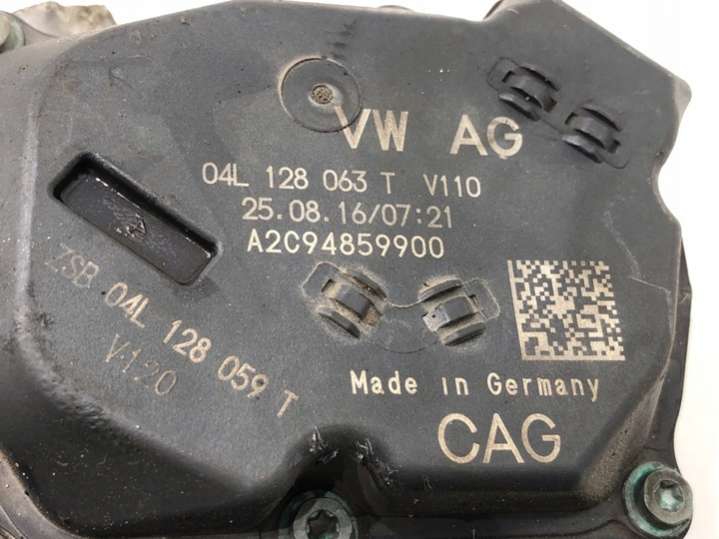 VW AG
04L 128 063 T V110
25.08.16/07:21
A2C94859900
ZSB 04L 128 059 T
V120
Made in Germany
CAG